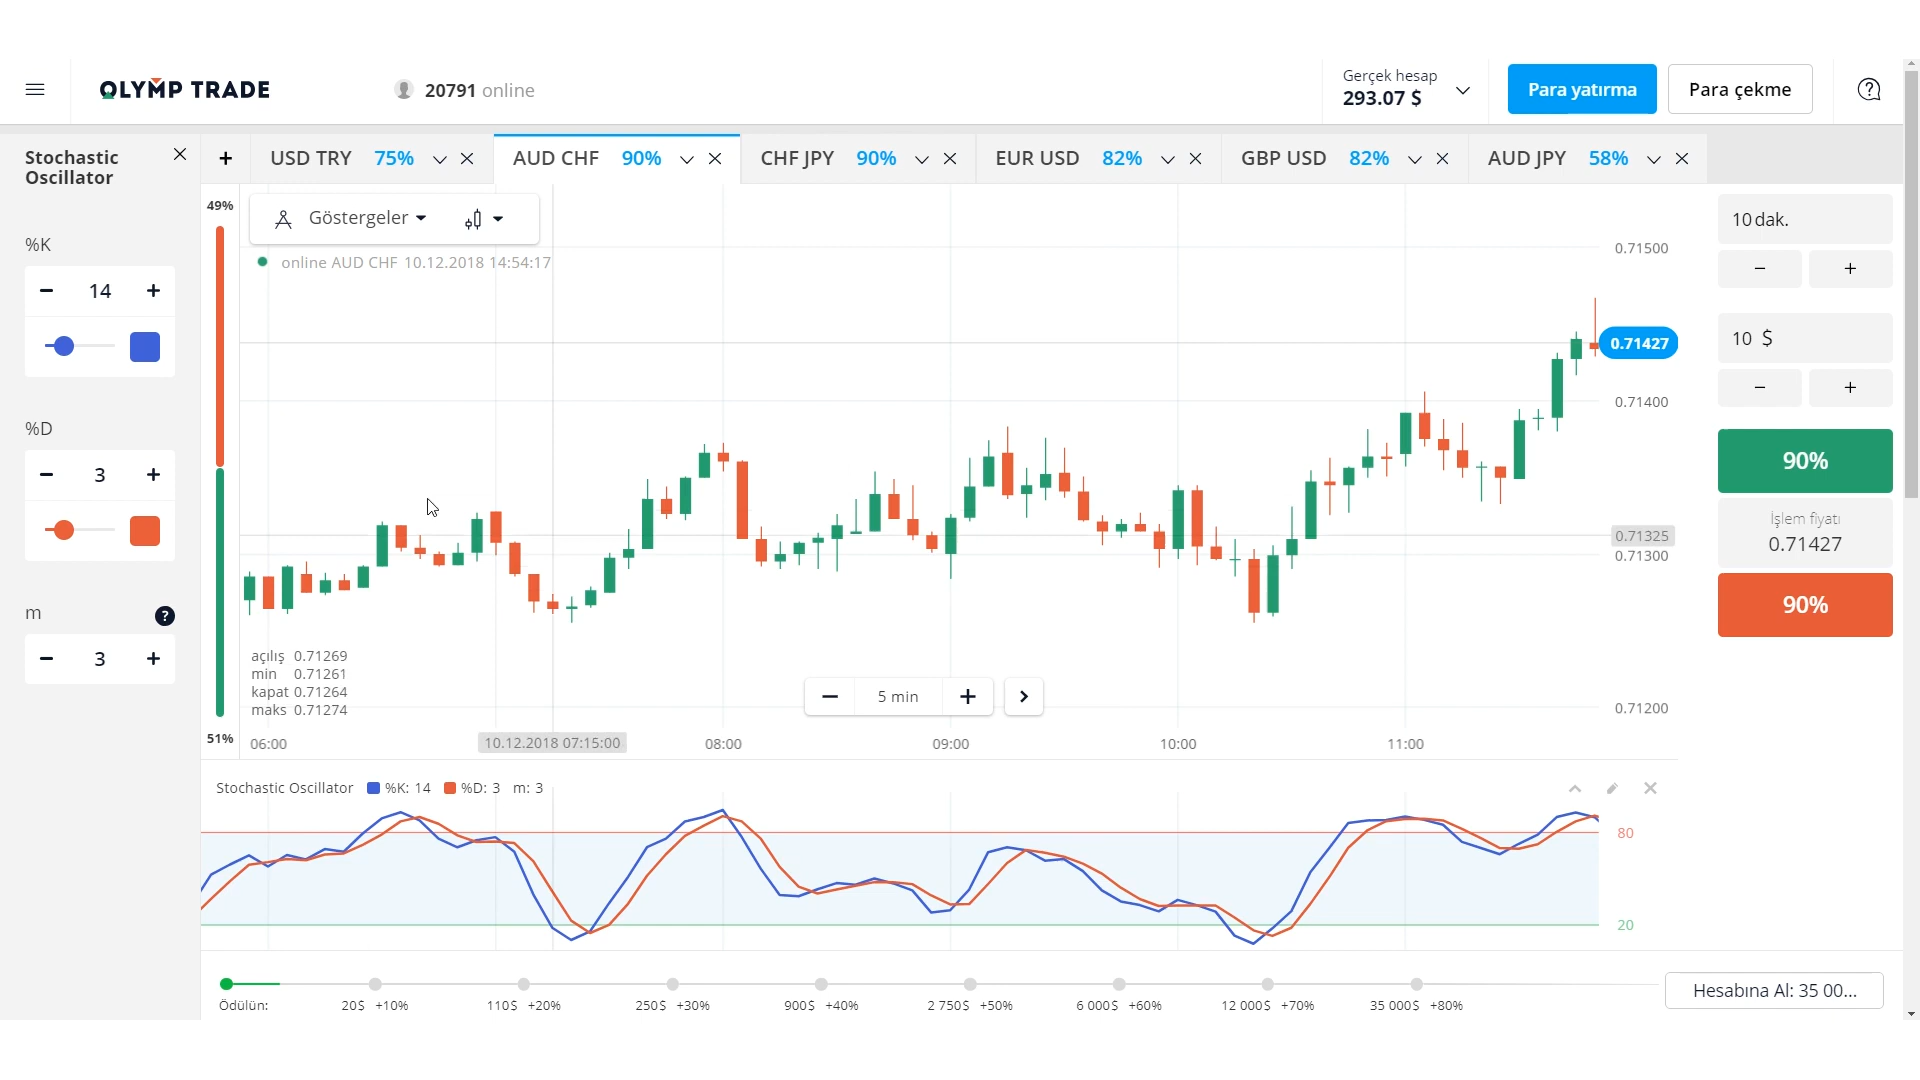 OLYMP TRADE
20791 online
Gerçek hesap
293.07 $
Para yatırma
Para çekme
Stochastic
Oscillator
+ USD TRY 75%
AUD CHF 90%
CHF JPY 90%
EUR USD 82%
GBP USD 82%
AUD JPY 58%
%K
− 14 +
%D
− 3 +
m ?
− 3 +
49%
51%
Göstergeler
online AUD CHF 10.12.2018 14:54:17
0.71500
0.71427
0.71400
0.71325
0.71300
0.71200
açılış 0.71269
min 0.71261
kapat 0.71264
maks 0.71274
− 5 min +
06:00
10.12.2018 07:15:00
08:00
09:00
10:00
11:00
10 dak.
− +
10 $
− +
90%
İşlem fiyatı
0.71427
90%
Stochastic Oscillator %K: 14 %D: 3 m: 3
80
20
Ödülün:
20$ +10%
110$ +20%
250$ +30%
900$ +40%
2 750$ +50%
6 000$ +60%
12 000$ +70%
35 000$ +80%
Hesabına Al: 35 00...